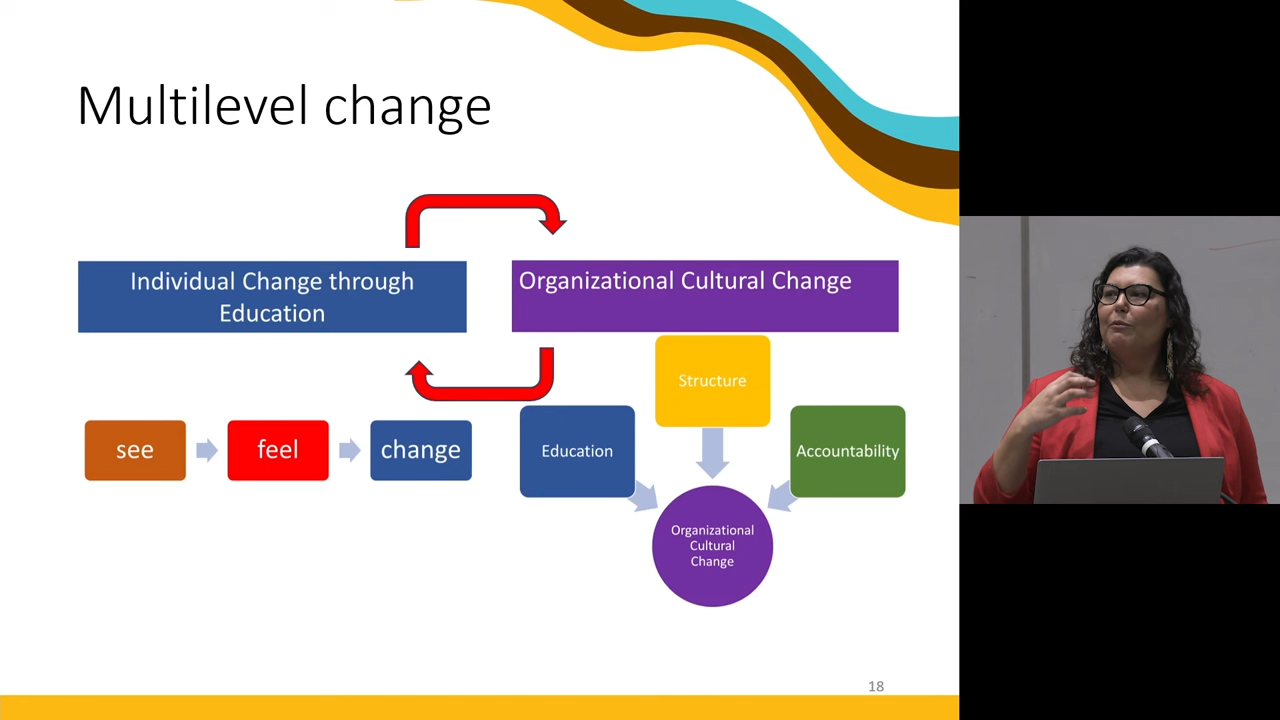 Multilevel change
Individual Change through
Education
Organizational Cultural Change
see
feel
change
Structure
Education
Accountability
Organizational
Cultural
Change
18